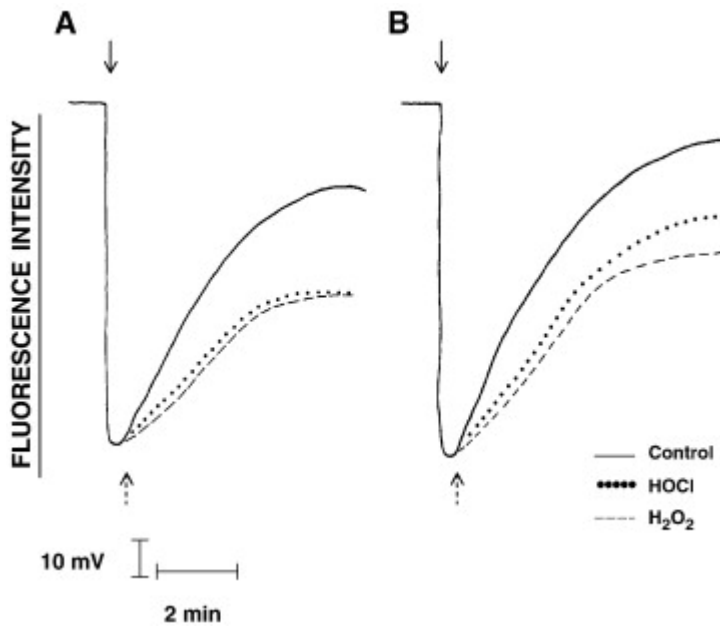 A
B
FLUORESCENCE INTENSITY
Control
HOCl
H₂O₂
10 mV
2 min